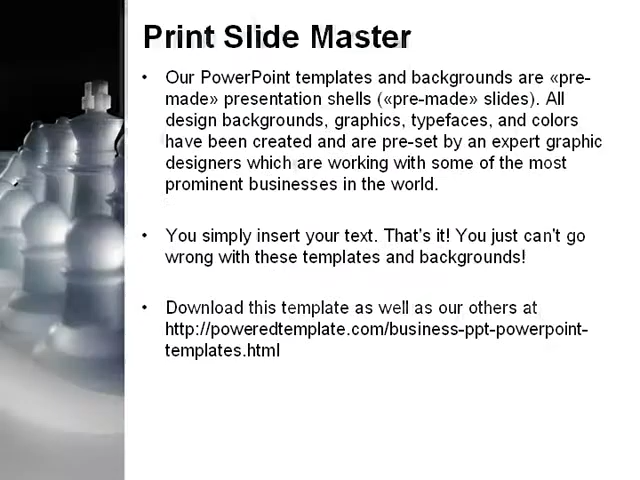 Print Slide Master
• Our PowerPoint templates and backgrounds are «pre-
made» presentation shells («pre-made» slides). All
design backgrounds, graphics, typefaces, and colors
have been created and are pre-set by an expert graphic
designers which are working with some of the most
prominent businesses in the world.
• You simply insert your text. That's it! You just can't go
wrong with these templates and backgrounds!
• Download this template as well as our others at
http://poweredtemplate.com/business-ppt-powerpoint-
templates.html